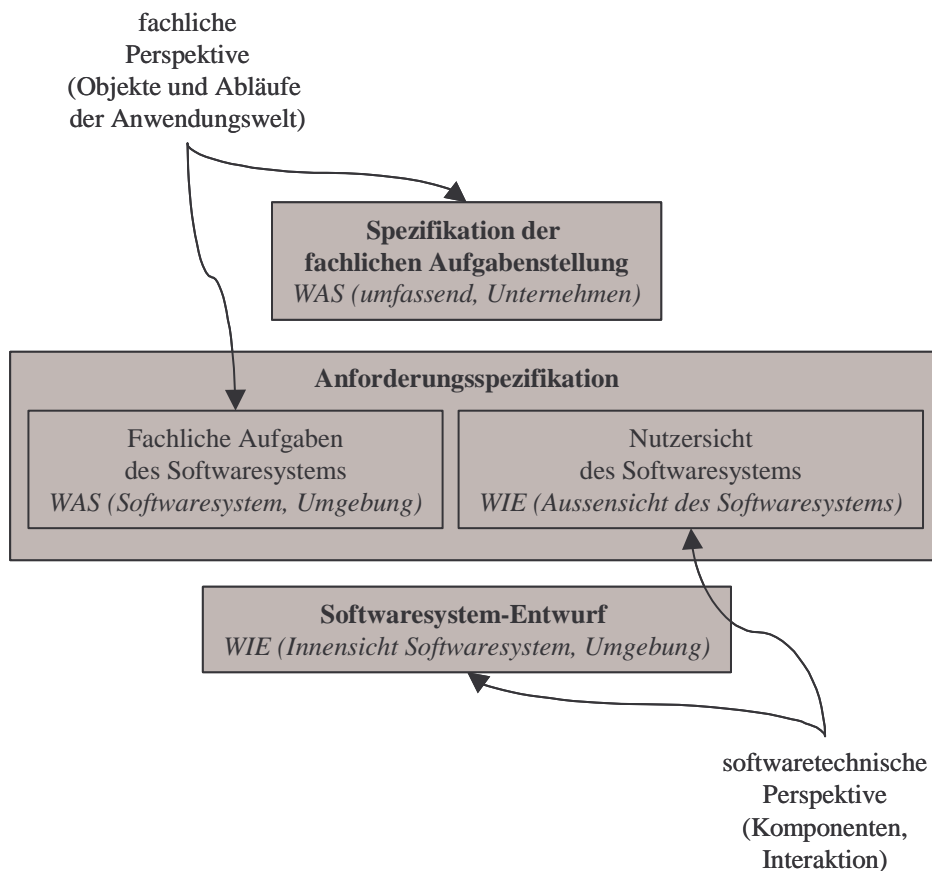 fachliche
Perspektive
(Objekte und Abläufe
der Anwendungswelt)
Spezifikation der
fachlichen Aufgabenstellung
WAS (umfassend, Unternehmen)
Anforderungsspezifikation
Fachliche Aufgaben
des Softwaresystems
WAS (Softwaresystem, Umgebung)
Nutzersicht
des Softwaresystems
WIE (Aussensicht des Softwaresystems)
Softwaresystem-Entwurf
WIE (Innensicht Softwaresystem, Umgebung)
softwaretechnische
Perspektive
(Komponenten,
Interaktion)